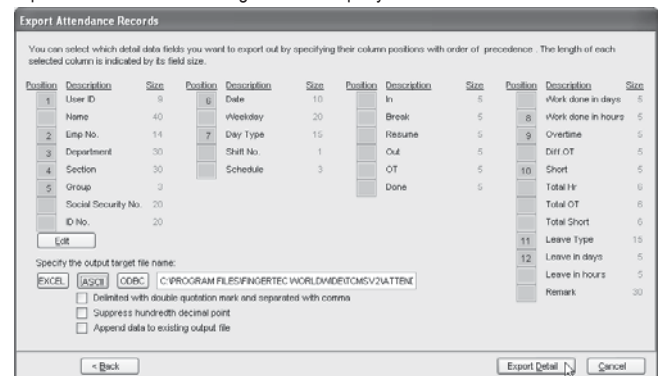 Export Attendance Records
You can select which detail data fields you want to export out by specifying their column positions with order of precedence . The length of each
selected column is indicated by its field size.
Position Description Size Position Description Size Position Description Size Position Description Size
1 User ID 9 6 Date 10 In 5 Work done in days 5
Name 40 Weekday 20 Break 5 8 Work done in hours 5
2 Emp No. 14 7 Day Type 15 Resume 5 9 Overtime 5
3 Department 30 Shift No. 1 Out 5 Diff OT 5
4 Section 30 Schedule 3 OT 5 10 Short 5
5 Group 3 Done 5 Total Hr 6
Social Security No. 20 Total OT 6
ID No. 20 Total Short 6
Edit 11 Leave Type 15
Specify the output target file name: 12 Leave in days 5
EXCEL ASCII ODBC C:\PROGRAM FILES\FINGERTEC WORLDWIDE\TCMSV2\ATTEND Leave in hours 5
Delimited with double quotation mark and separated with comma Remark 30
Suppress hundredth decimal point
Append data to existing output file
< Back Export Detail Cancel